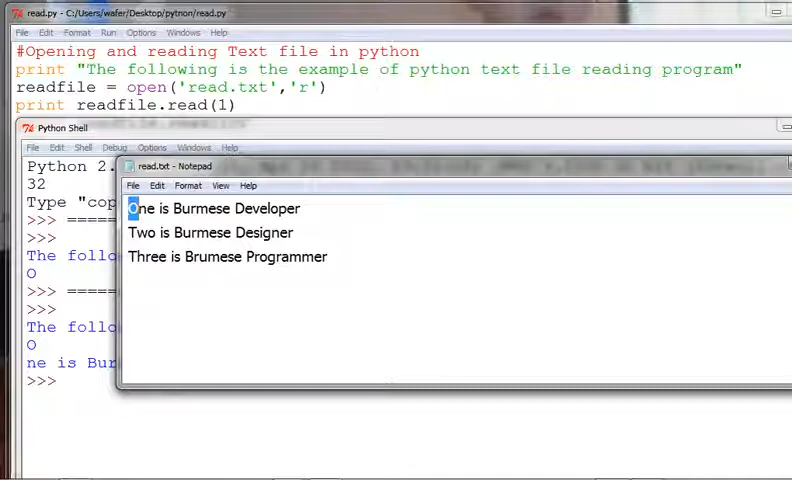 read.py - C:/Users/wafer/Desktop/pytnon/read.py
File Edit Format Run Options Windows Help
#Opening and reading Text file in python
print "The following is the example of python text file reading program"
readfile = open('read.txt','r')
print readfile.read(1)
Python Shell
File Edit Shell Debug Options Windows Help
Python 2.
32
Type "cop
>>> =====
>>>
The follo
O
>>> =====
>>>
The follo
O
ne is Bur
>>>
read.txt - Notepad
File Edit Format View Help
One is Burmese Developer
Two is Burmese Designer
Three is Brumese Programmer